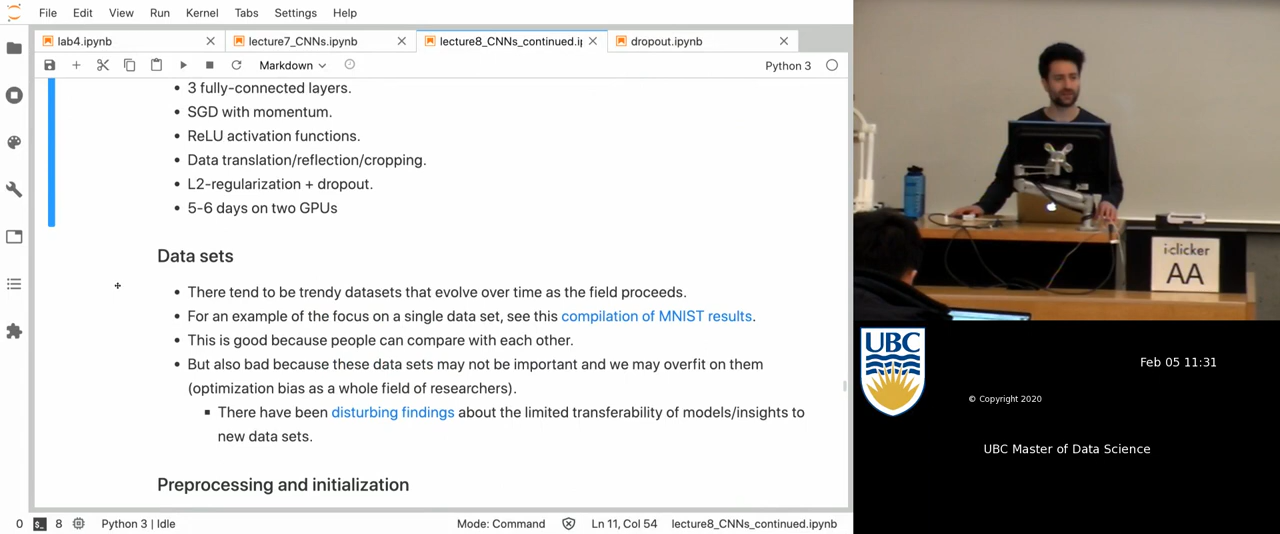 File Edit View Run Kernel Tabs Settings Help
lab4.ipynb lecture7_CNNs.ipynb lecture8_CNNs_continued.i dropout.ipynb
Markdown Python 3
3 fully-connected layers.
SGD with momentum.
ReLU activation functions.
Data translation/reflection/cropping.
L2-regularization + dropout.
5-6 days on two GPUs
Data sets
There tend to be trendy datasets that evolve over time as the field proceeds.
For an example of the focus on a single data set, see this compilation of MNIST results.
This is good because people can compare with each other.
But also bad because these data sets may not be important and we may overfit on them
(optimization bias as a whole field of researchers).
There have been disturbing findings about the limited transferability of models/insights to
new data sets.
Preprocessing and initialization
0 8 Python 3 | Idle Mode: Command Ln 11, Col 54 lecture8_CNNs_continued.ipynb
i>clicker
AA
UBC
Feb 05 11:31
© Copyright 2020
UBC Master of Data Science